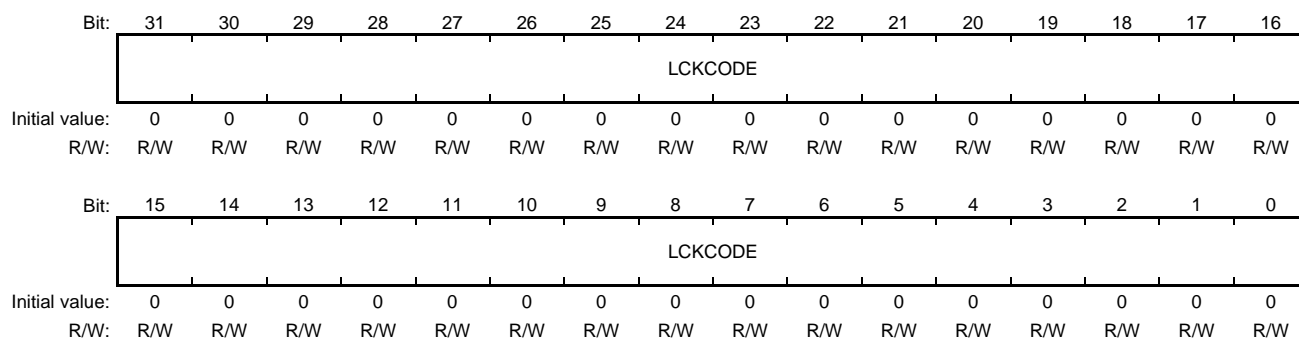 Bit: 31 30 29 28 27 26 25 24 23 22 21 20 19 18 17 16
LCKCODE
Initial value: 0 0 0 0 0 0 0 0 0 0 0 0 0 0 0 0
R/W: R/W R/W R/W R/W R/W R/W R/W R/W R/W R/W R/W R/W R/W R/W R/W R/W
Bit: 15 14 13 12 11 10 9 8 7 6 5 4 3 2 1 0
LCKCODE
Initial value: 0 0 0 0 0 0 0 0 0 0 0 0 0 0 0 0
R/W: R/W R/W R/W R/W R/W R/W R/W R/W R/W R/W R/W R/W R/W R/W R/W R/W